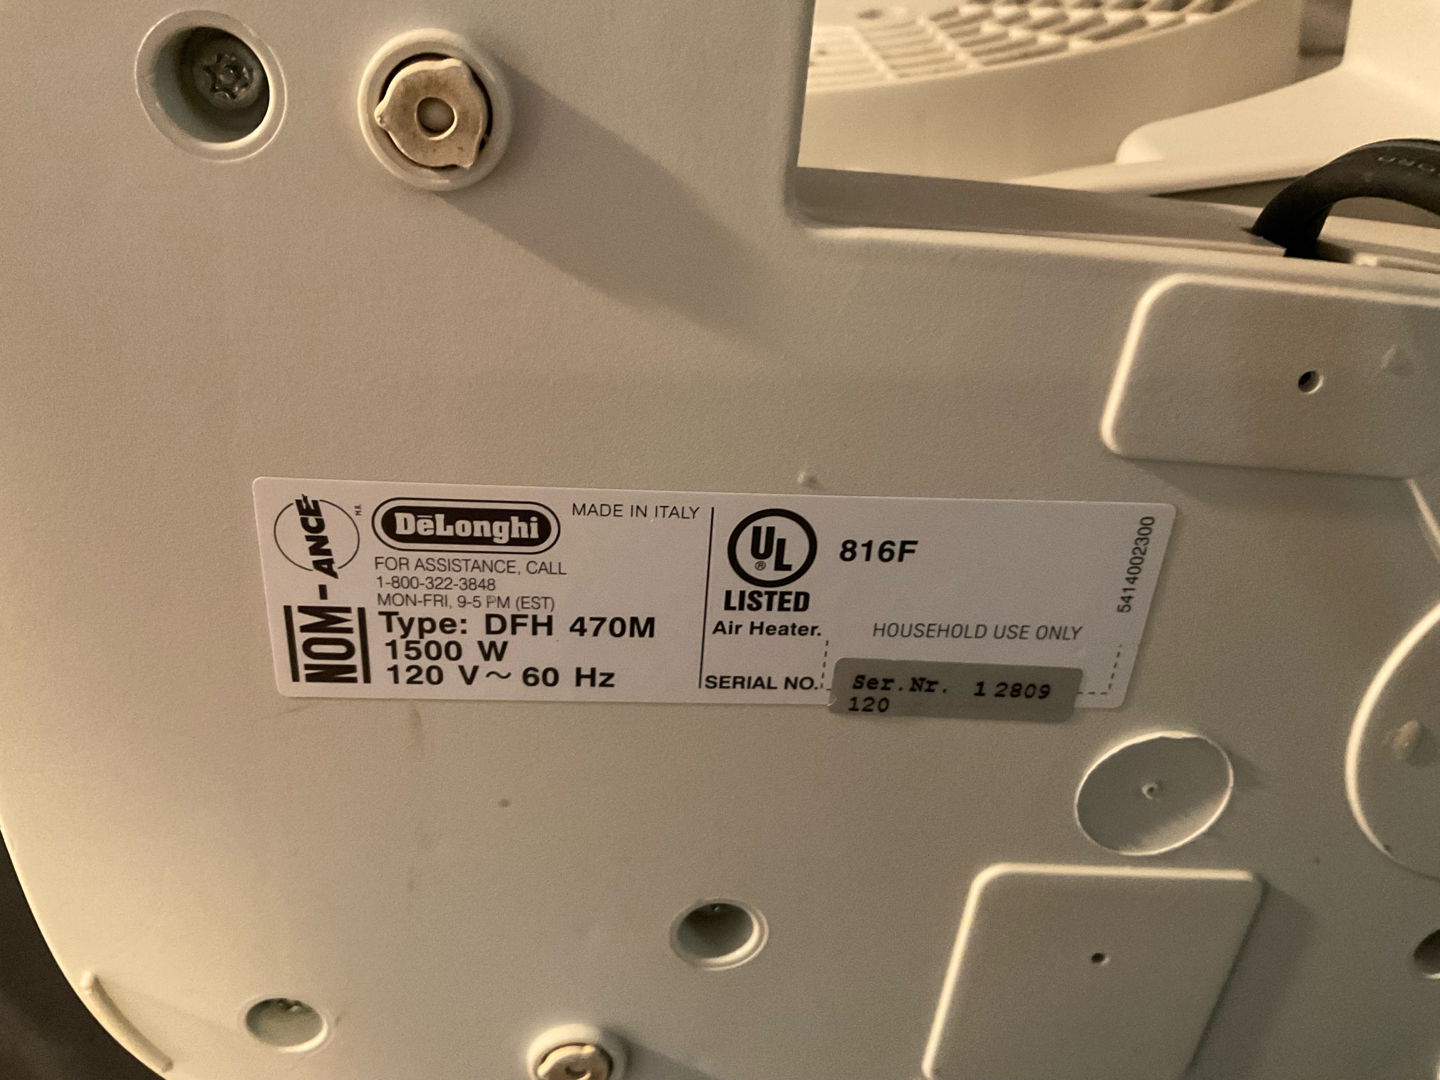 NOM-ANCE
M.R.
DēLonghi
MADE IN ITALY
FOR ASSISTANCE, CALL
1-800-322-3848
MON-FRI, 9-5 PM (EST)
Type: DFH 470M
1500 W
120 V~ 60 Hz
UL
®
LISTED
816F
Air Heater.
HOUSEHOLD USE ONLY
SERIAL NO.
Ser.Nr. 12809
120
5414002300